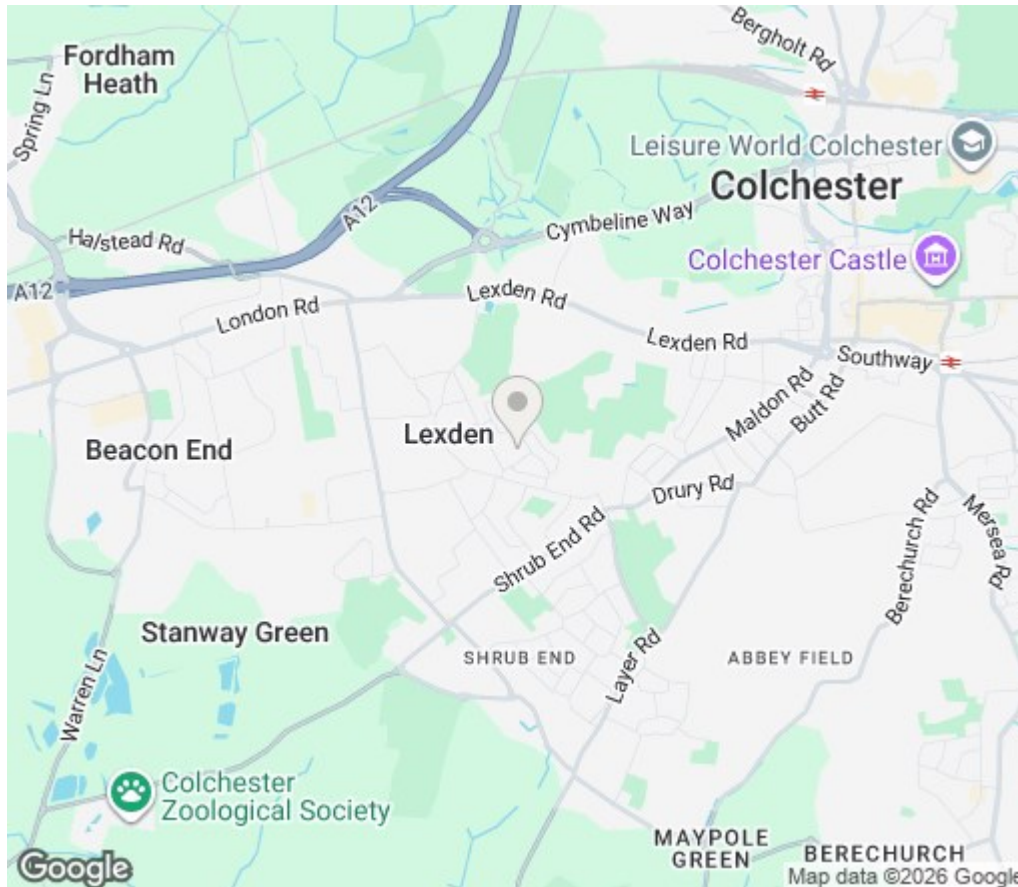 Fordham
Heath
Bergholt Rd
Spring Ln
Leisure World Colchester
Colchester
A12
Cymbeline Way
Halstead Rd
Colchester Castle
A12
Lexden Rd
London Rd
Lexden Rd
Southway
Maldon Rd
Butt Rd
Lexden
Beacon End
Drury Rd
Berechurch Rd
Mersea Rd
Shrub End Rd
Stanway Green
SHRUB END
ABBEY FIELD
Layer Rd
Warren Ln
Colchester
Zoological Society
MAYPOLE
GREEN
BERECHURCH
Google
Map data ©2026 Google